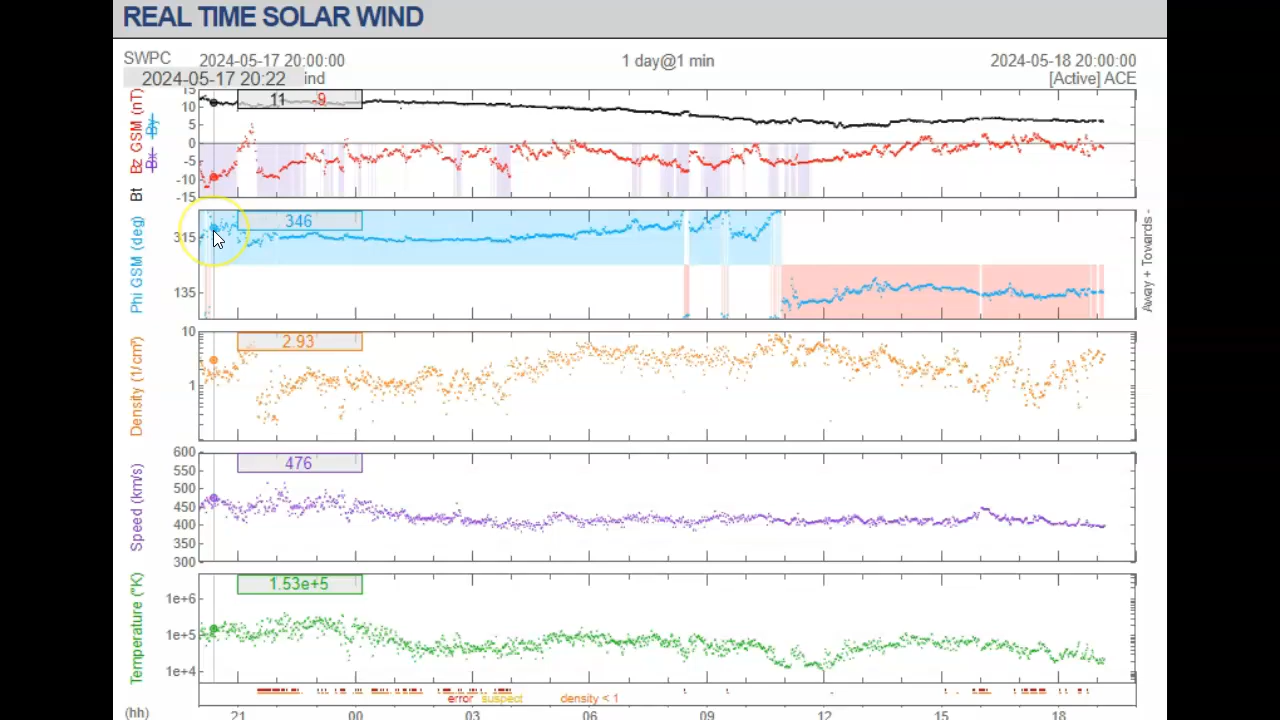 REAL TIME SOLAR WIND
SWPC 2024-05-17 20:00:00 1 day@1 min 2024-05-18 20:00:00
2024-05-17 20:22 ind [Active] ACE
Bt Bz GSM (nT)
Bx By
15
10
5
0
-5
-10
-15
11 -9
Phi GSM (deg)
315
135
346
Away + Towards -
Density (1/cm³)
10
1
2.93
Speed (km/s)
600
550
500
450
400
350
300
476
Temperature (°K)
1e+6
1e+5
1e+4
1.53e+5
error suspect density < 1
(hh) 21 00 03 06 09 12 15 18